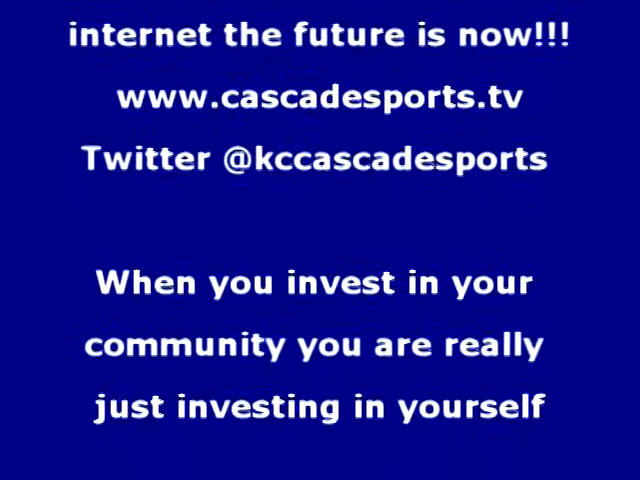 internet the future is now!!!
www.cascadesports.tv
Twitter @kccascadesports
When you invest in your
community you are really
just investing in yourself